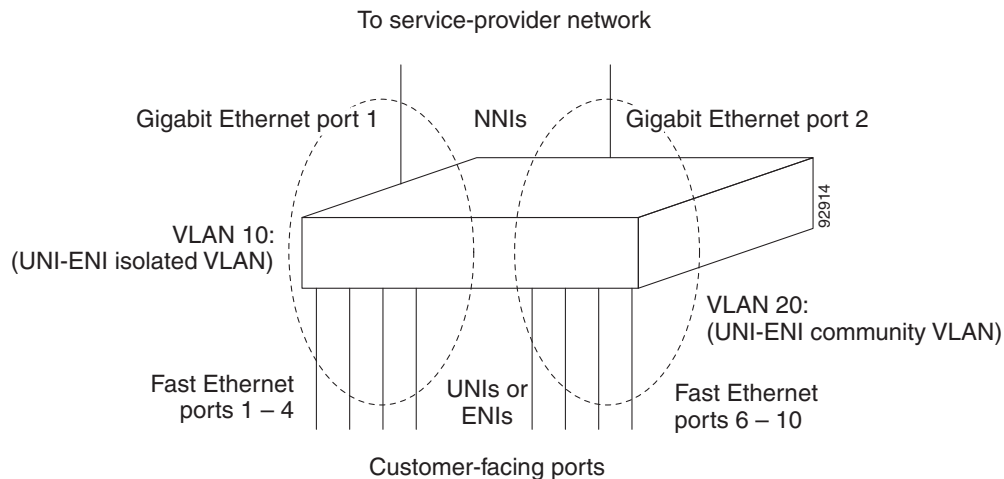 To service-provider network
Gigabit Ethernet port 1
NNIs
Gigabit Ethernet port 2
92914
VLAN 10:
(UNI-ENI isolated VLAN)
VLAN 20:
(UNI-ENI community VLAN)
Fast Ethernet
ports 1 – 4
UNIs or
ENIs
Fast Ethernet
ports 6 – 10
Customer-facing ports